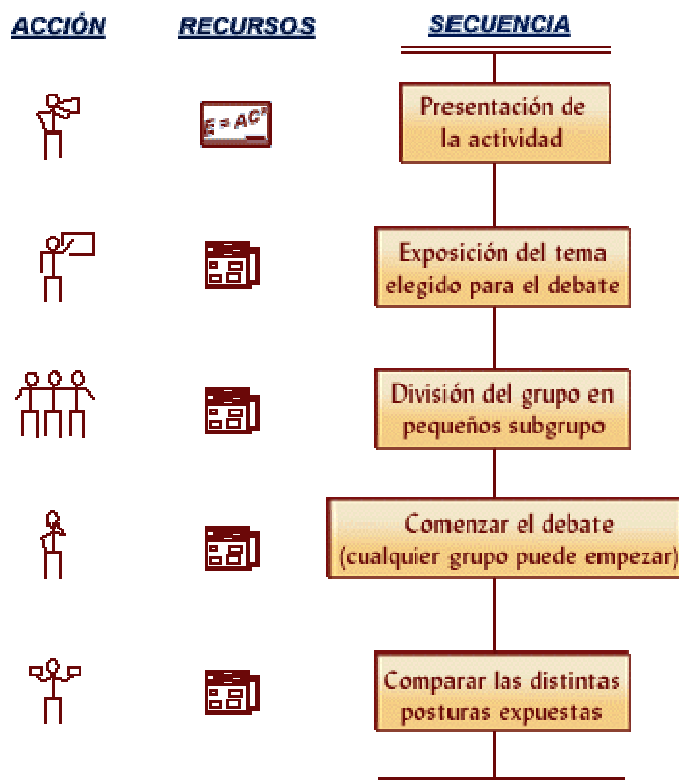 ACCIÓN RECURSOS SECUENCIA
E = AC²
Presentación de
la actividad
Exposición del tema
elegido para el debate
División del grupo en
pequeños subgrupo
Comenzar el debate
(cualquier grupo puede empezar)
Comparar las distintas
posturas expuestas